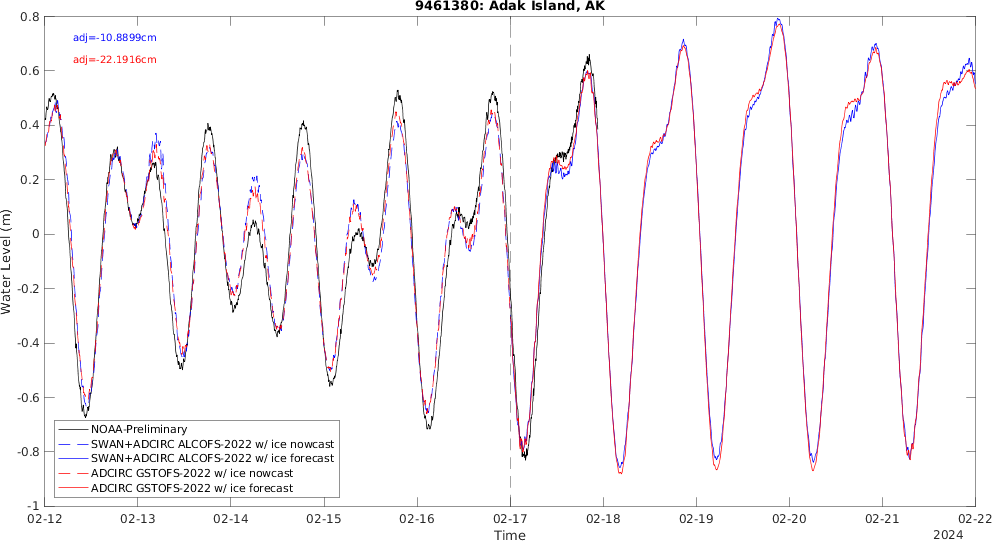 9461380: Adak Island, AK
adj=-10.8899cm
adj=-22.1916cm
0.8
0.6
0.4
0.2
0
-0.2
-0.4
-0.6
-0.8
-1
Water Level (m)
NOAA-Preliminary
SWAN+ADCIRC ALCOFS-2022 w/ ice nowcast
SWAN+ADCIRC ALCOFS-2022 w/ ice forecast
ADCIRC GSTOFS-2022 w/ ice nowcast
ADCIRC GSTOFS-2022 w/ ice forecast
02-12 02-13 02-14 02-15 02-16 02-17 02-18 02-19 02-20 02-21 02-22
Time
2024